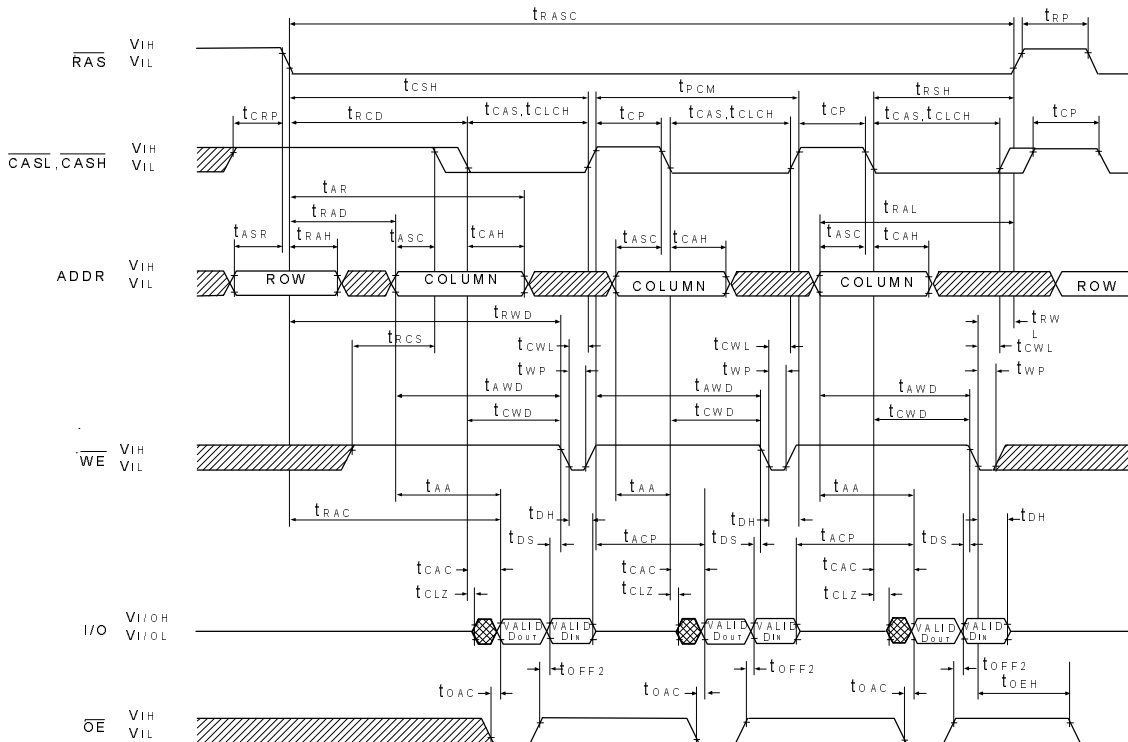 tRASC tRP
RAS VIH
VIL
tCSH tPCM tRSH
tCRP tRCD tCAS,tCLCH tCP tCAS,tCLCH tCP tCAS,tCLCH tCP
CASL,CASH VIH
VIL
tAR
tRAD tRAL
tASR tRAH tASC tCAH tASC tCAH tASC tCAH
ADDR VIH
VIL
ROW COLUMN COLUMN COLUMN ROW
tRWD tRW
L
tRCS tCWL tCWL tCWL
tWP tWP tWP
tAWD tAWD tAWD
tCWD tCWD tCWD
WE VIH
VIL
tAA tAA tAA
tRAC tDH tDH tDH
tDS tACP tDS tACP tDS
tCAC tCAC tCAC
tCLZ tCLZ tCLZ
I/O VI/OH
VI/OL
VALID VALID VALID VALID VALID VALID
DOUT DIN DOUT DIN DOUT DIN
tOFF2 tOFF2 tOFF2
tOAC tOAC tOAC tOEH
OE VIH
VIL